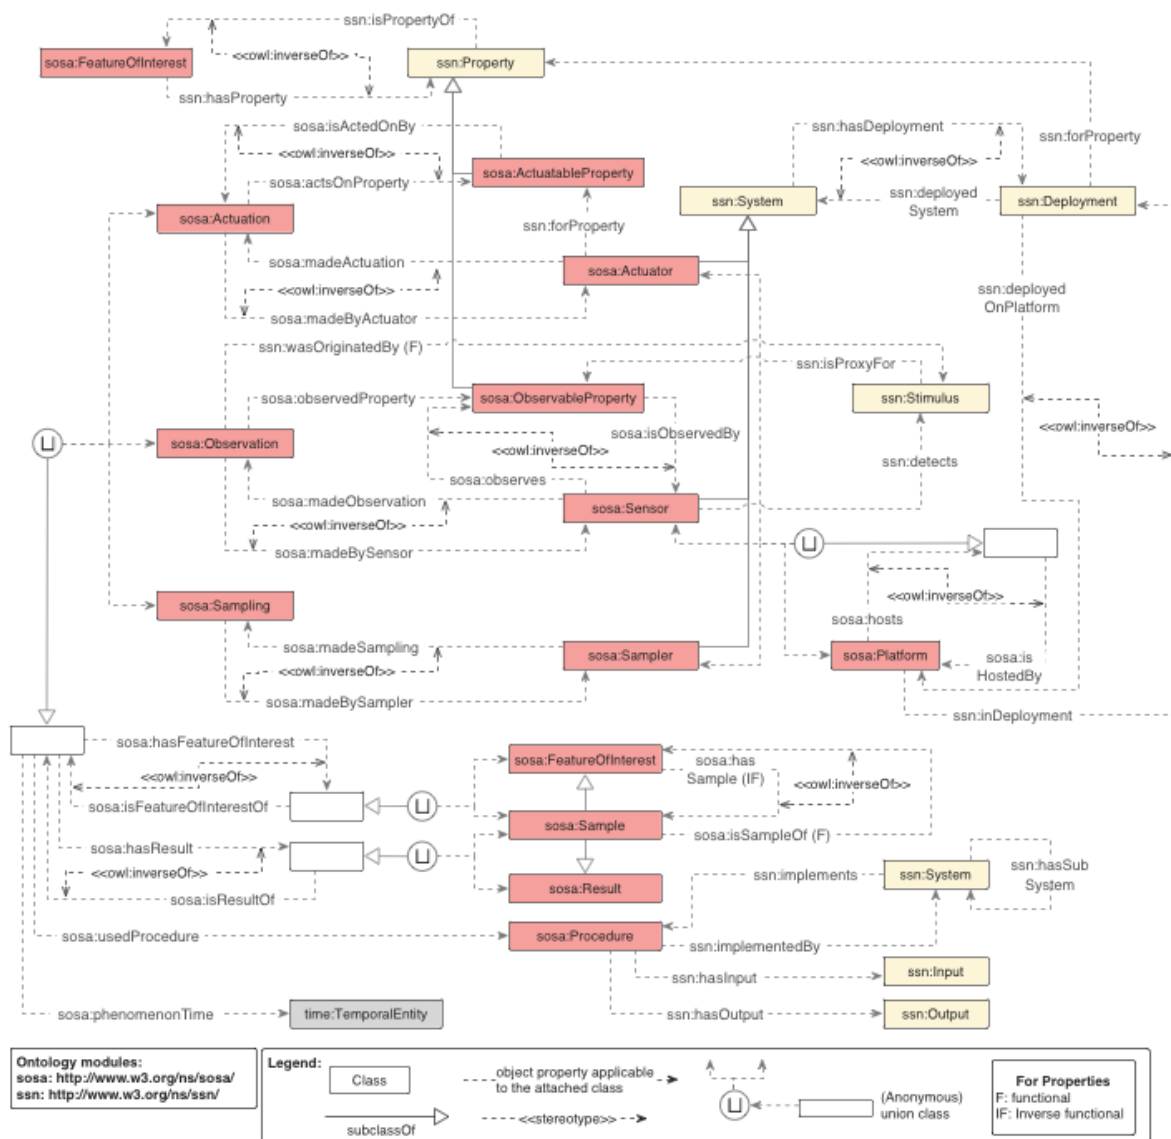 ssn:isPropertyOf
<<owl:inverseOf>>
sosa:FeatureOfInterest
ssn:Property
ssn:hasProperty
sosa:isActedOnBy
<<owl:inverseOf>>
sosa:ActuatableProperty
sosa:actsOnProperty
sosa:Actuation
ssn:forProperty
sosa:madeActuation
<<owl:inverseOf>>
sosa:Actuator
sosa:madeByActuator
ssn:hasDeployment
<<owl:inverseOf>>
ssn:forProperty
ssn:System
ssn:deployed
System
ssn:Deployment
ssn:deployed
OnPlatform
ssn:wasOriginatedBy (F)
ssn:isProxyFor
sosa:observedProperty
sosa:ObservableProperty
ssn:Stimulus
sosa:isObservedBy
<<owl:inverseOf>>
<<owl:inverseOf>>
⊔
sosa:Observation
ssn:detects
sosa:observes
sosa:madeObservation
<<owl:inverseOf>>
sosa:Sensor
sosa:madeBySensor
⊔
<<owl:inverseOf>>
sosa:hosts
sosa:Sampling
sosa:madeSampling
<<owl:inverseOf>>
sosa:Sampler
sosa:madeBySampler
sosa:Platform
sosa:is
HostedBy
ssn:inDeployment
sosa:hasFeatureOfInterest
<<owl:inverseOf>>
sosa:isFeatureOfInterestOf
⊔
sosa:FeatureOfInterest
sosa:has
Sample (IF)
<<owl:inverseOf>>
sosa:Sample
sosa:isSampleOf (F)
sosa:hasResult
<<owl:inverseOf>>
⊔
sosa:isResultOf
sosa:Result
ssn:implements
ssn:System
ssn:hasSub
System
sosa:usedProcedure
sosa:Procedure
ssn:implementedBy
ssn:hasInput
ssn:Input
sosa:phenomenonTime
time:TemporalEntity
ssn:hasOutput
ssn:Output
Ontology modules:
sosa: http://www.w3.org/ns/sosa/
ssn: http://www.w3.org/ns/ssn/
Legend:
Class
subclassOf
object property applicable
to the attached class
<<stereotype>>
⊔
(Anonymous)
union class
For Properties
F: functional
IF: Inverse functional